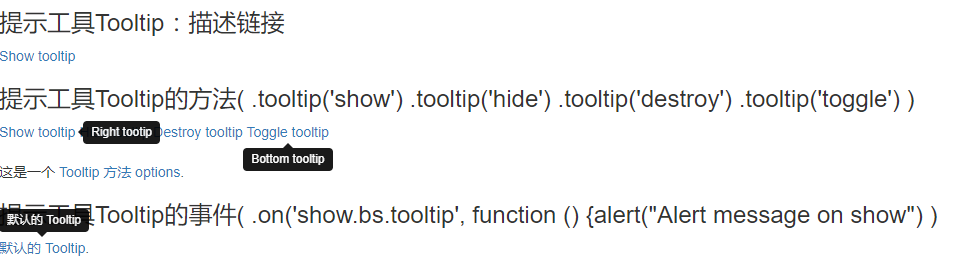 提示工具Tooltip：描述链接
Show tooltip
提示工具Tooltip的方法( .tooltip('show') .tooltip('hide') .tooltip('destroy') .tooltip('toggle') )
Show tooltip Right tootip Destroy tooltip Toggle tooltip
Bottom tooltip
这是一个 Tooltip 方法 options.
提示工具Tooltip的事件( .on('show.bs.tooltip', function () {alert("Alert message on show") )
默认的 Tooltip
默认的 Tooltip.